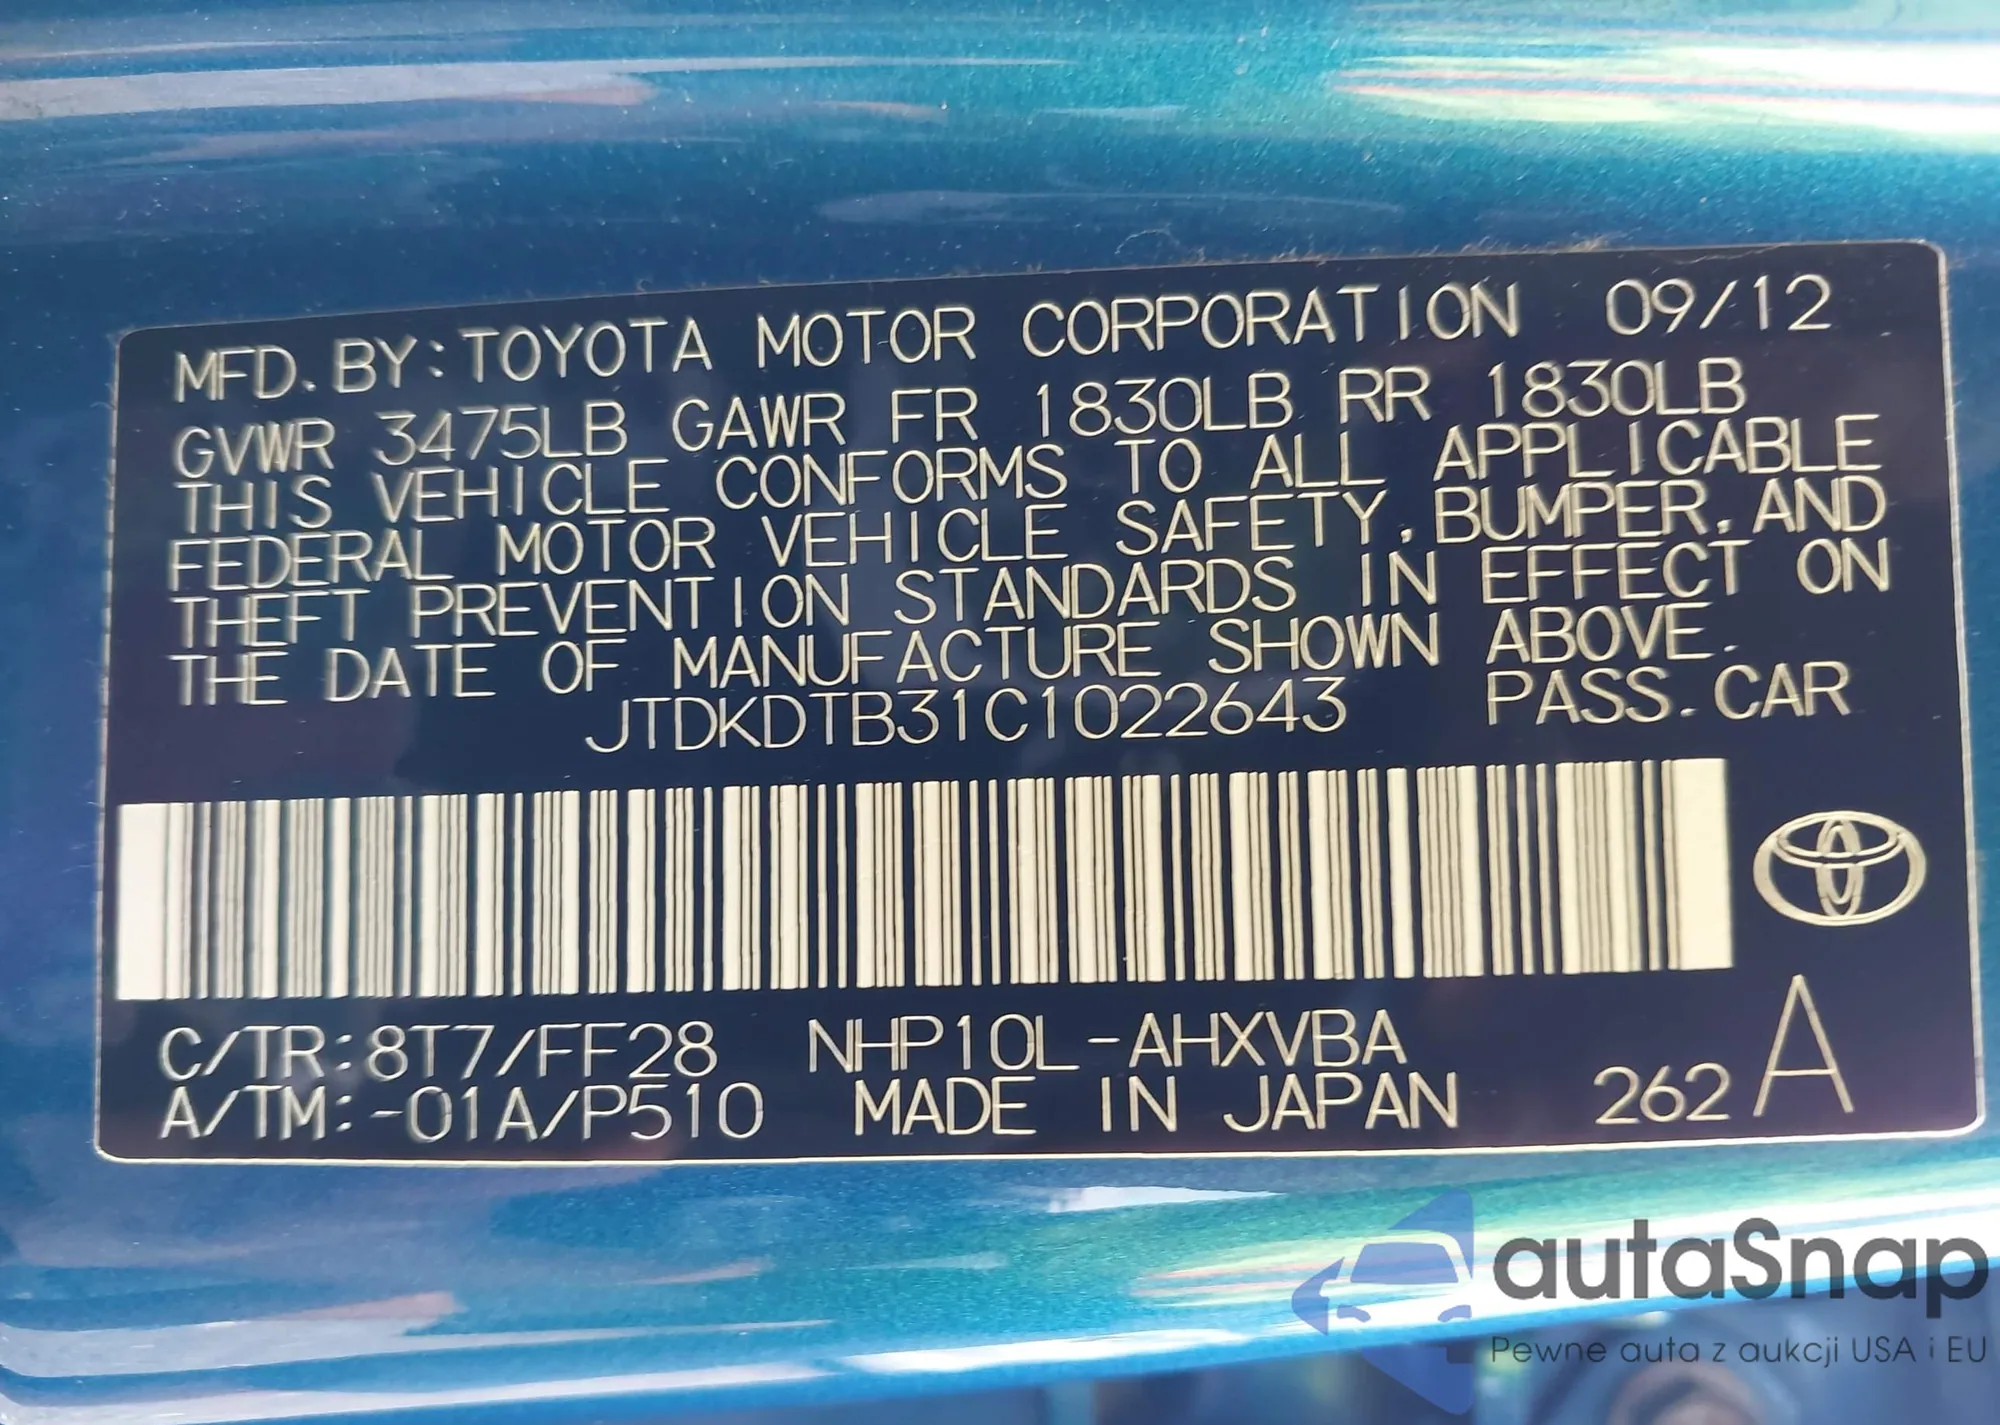 MFD. BY: TOYOTA MOTOR CORPORATION 09/12
GVWR 3475LB GAWR FR 1830LB RR 1830LB
THIS VEHICLE CONFORMS TO ALL APPLICABLE
FEDERAL MOTOR VEHICLE SAFETY, BUMPER, AND
THEFT PREVENTION STANDARDS IN EFFECT ON
THE DATE OF MANUFACTURE SHOWN ABOVE.
JTDKDTB31C1022643 PASS. CAR
C/TR: 8T7/FF28 NHP10L-AHXVBA
A/TM: -01A/P510 MADE IN JAPAN 262 A
autaSnap
Pewne auta z aukcji USA i EU